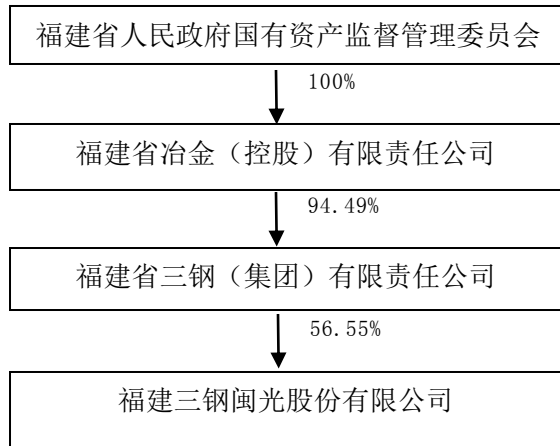 福建省人民政府国有资产监督管理委员会
100%
福建省冶金（控股）有限责任公司
94.49%
福建省三钢（集团）有限责任公司
56.55%
福建三钢闽光股份有限公司